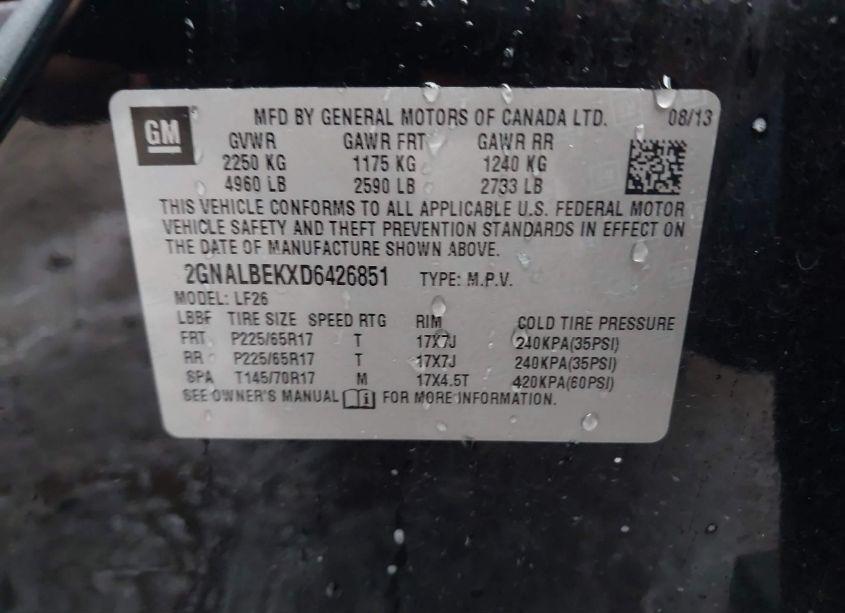 GM
MFD BY GENERAL MOTORS OF CANADA LTD. 08/13
GVWR GAWR FRT GAWR RR
2250 KG 1175 KG 1240 KG
4960 LB 2590 LB 2733 LB
THIS VEHICLE CONFORMS TO ALL APPLICABLE U.S. FEDERAL MOTOR
VEHICLE SAFETY AND THEFT PREVENTION STANDARDS IN EFFECT ON
THE DATE OF MANUFACTURE SHOWN ABOVE.
2GNALBEKXD6426851 TYPE: M.P.V.
MODEL: LF26
LBBF TIRE SIZE SPEED RTG RIM COLD TIRE PRESSURE
FRT P225/65R17 T 17X7J 240KPA(35PSI)
RR P225/65R17 T 17X7J 240KPA(35PSI)
SPA T145/70R17 M 17X4.5T 420KPA(60PSI)
SEE OWNER'S MANUAL i FOR MORE INFORMATION.